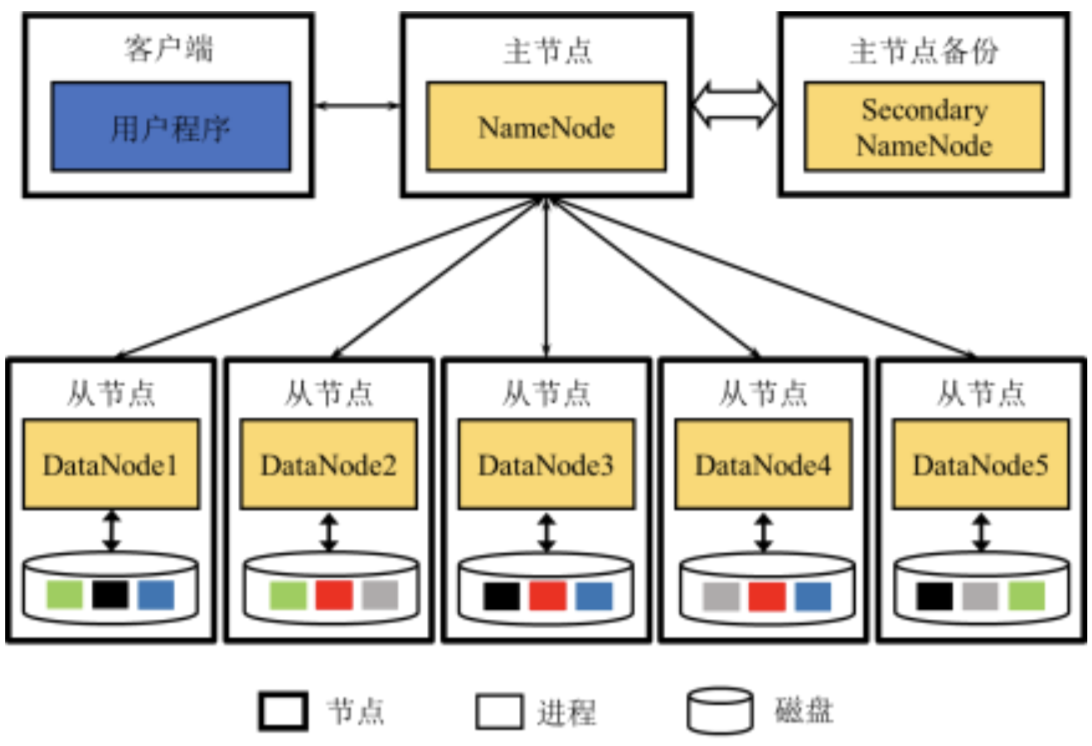 客户端
用户程序
主节点
NameNode
主节点备份
Secondary
NameNode
从节点
DataNode1
从节点
DataNode2
从节点
DataNode3
从节点
DataNode4
从节点
DataNode5
节点
进程
磁盘